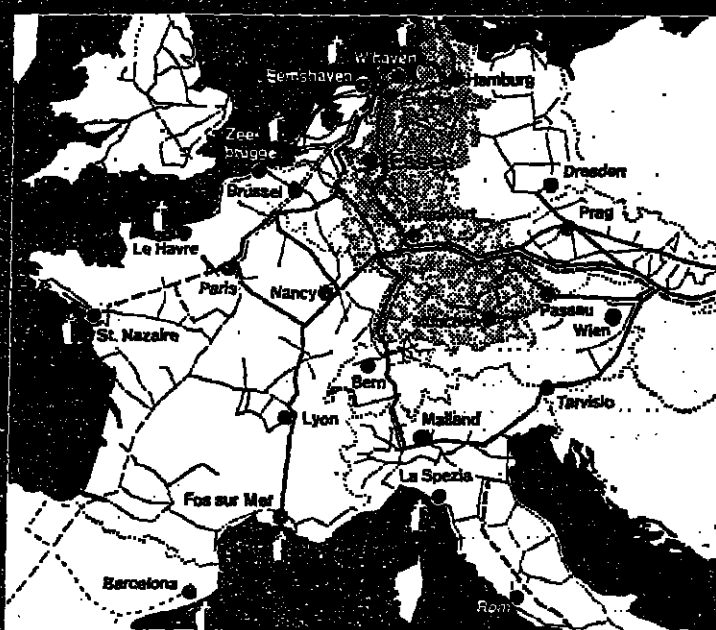 W'haven
Eemshaven
Hamburg
Zee-
brügge
Brüssel
Dresden
Frankfurt
Prag
Le Havre
Paris
Nancy
Passau
Wien
St. Nazaire
Bern
Tarvisio
Lyon
Mailand
La Spezia
Fos sur Mer
Barcelona
Rom